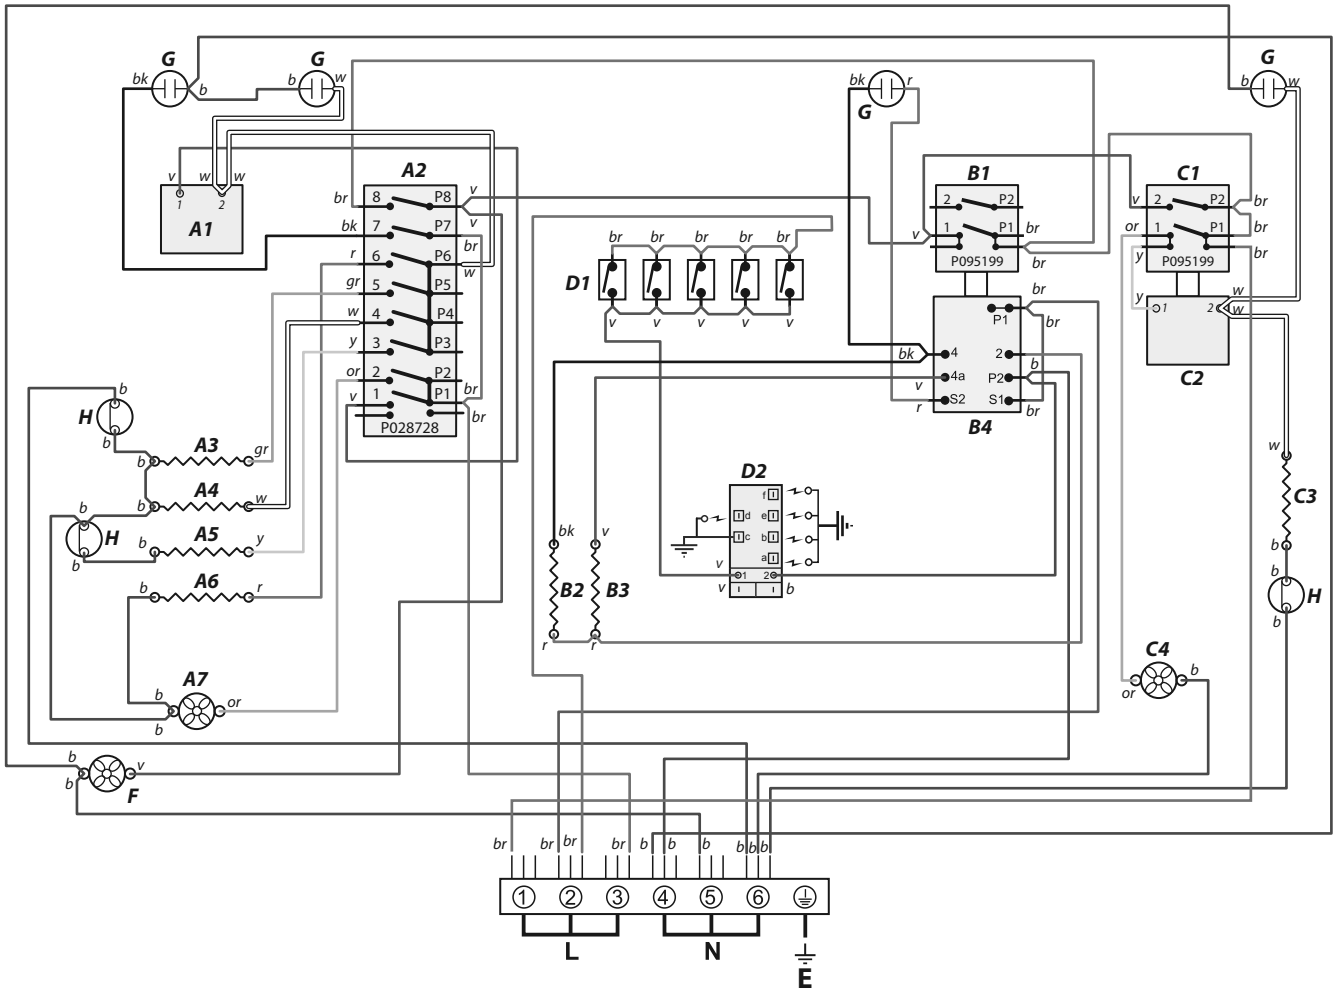 G G G G
bk b b w bk r b w
v w w
1 2
A1
A2
br 8 P8 v
v
bk 7 P7 br
r 6 P6 w
gr 5 P5
w 4 P4
y 3 P3
or 2 P2 br
v 1 P1 br
P028728
D1
br br br br br
v v v v v
B1
2 P2
v 1 P1 br
br
P095199
br
P1 br
bk 4 2 b
v 4a P2
r S2 S1 br
B4
C1
v 2 P2 br
or 1 P1 br
y br
P095199
w
y 1 2 w
C2
H b
b
b A3 gr
b A4 w
b
H
b
b A5 y
b A6 r
A7
b or
b
b v
b
F
D2
f
d e
c b
a
v 1 2
v b
bk v
B2 B3
r r
w
C3
b
b
H
b
C4
b
or
br br br br b b b b b b
1 2 3 4 5 6
L N E